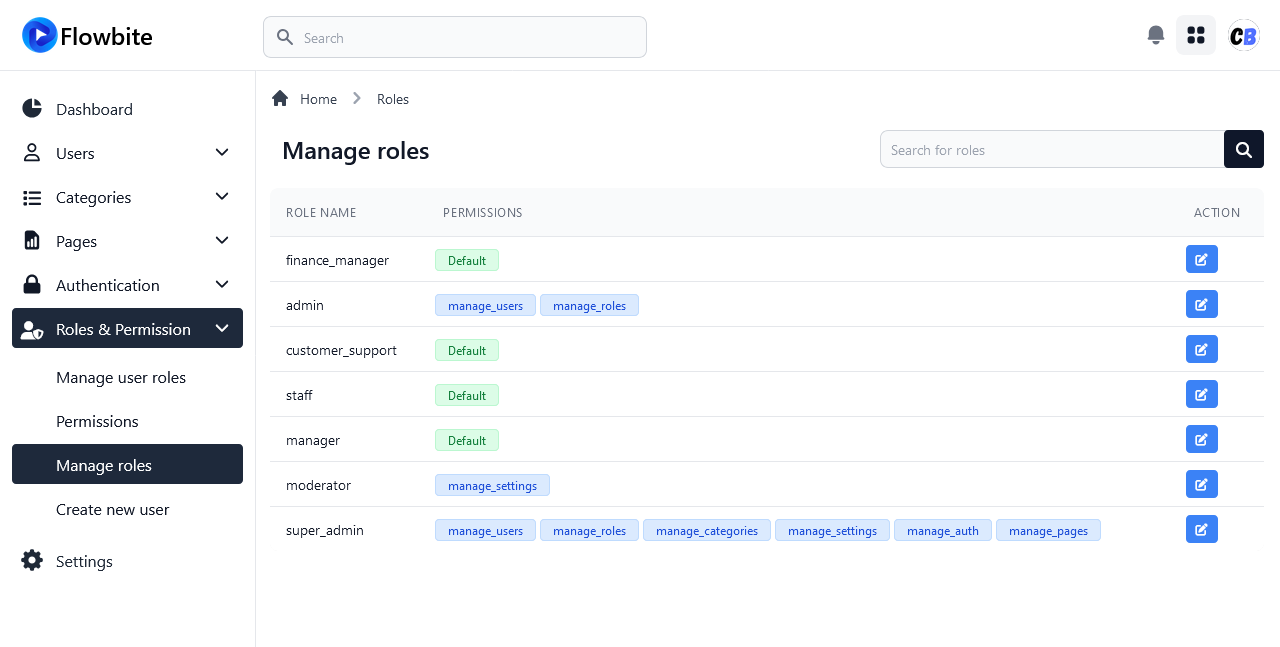 Flowbite
Search
CB
Dashboard
Users
Categories
Pages
Authentication
Roles & Permission
Manage user roles
Permissions
Manage roles
Create new user
Settings
Home Roles
Manage roles
Search for roles
ROLE NAME PERMISSIONS ACTION
finance_manager Default
admin manage_users manage_roles
customer_support Default
staff Default
manager Default
moderator manage_settings
super_admin manage_users manage_roles manage_categories manage_settings manage_auth manage_pages